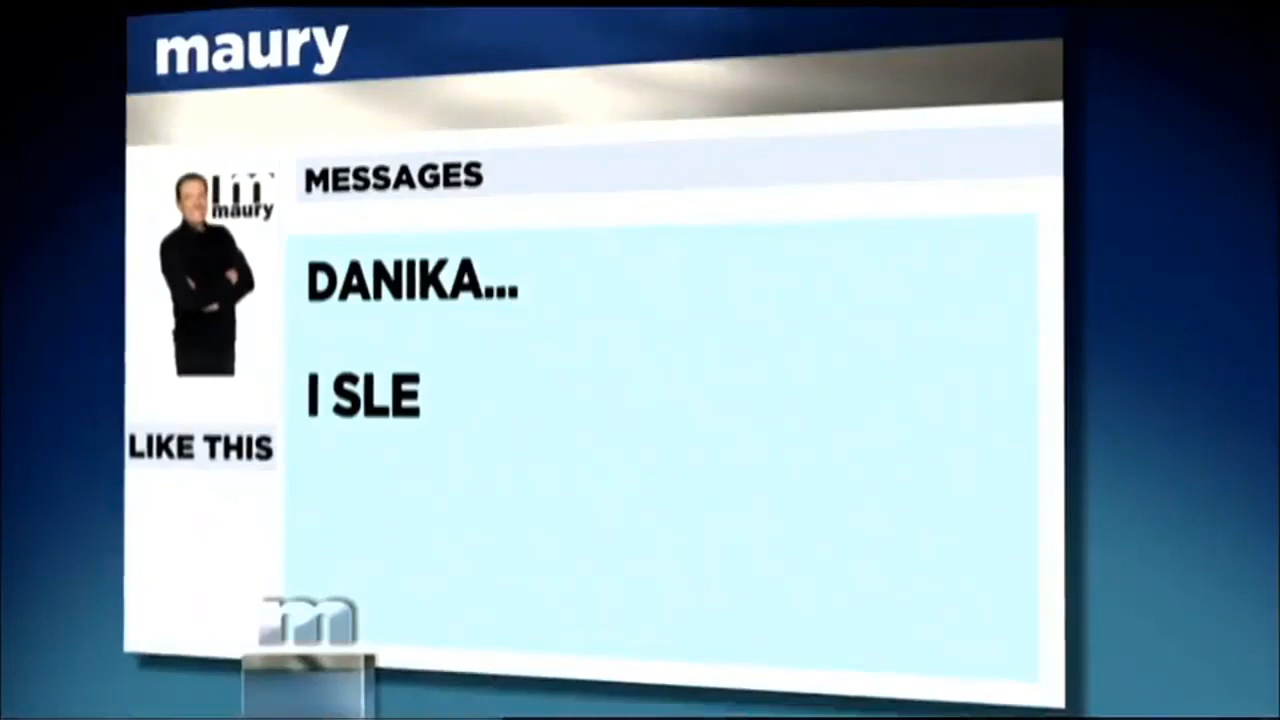 maury
m
maury
MESSAGES
DANIKA...
I SLE
LIKE THIS
m